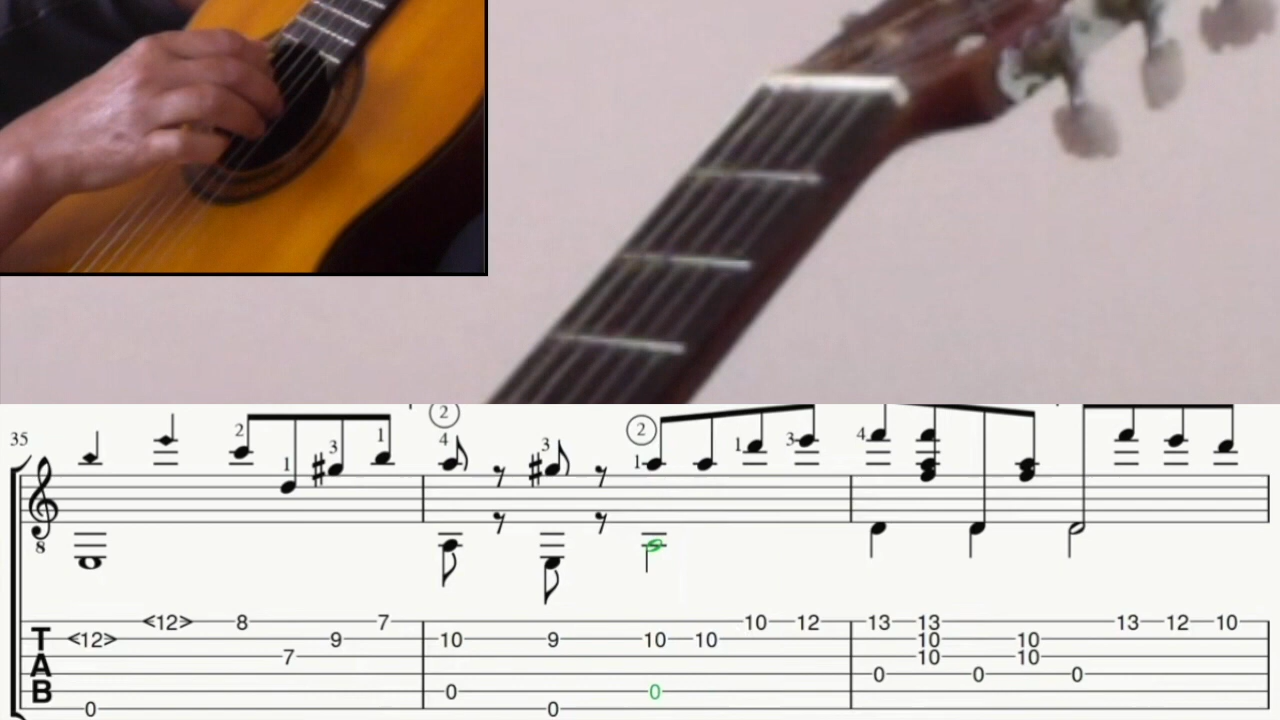 ② ②
35 2 1 3 1 4 3 1 1 3 4
8
<12> 8 7 10 12 13 13 13 12 10
T <12> 9 10 9 10 10 10 10
A 7 10 10
0 0 0
B 0 0
0 0